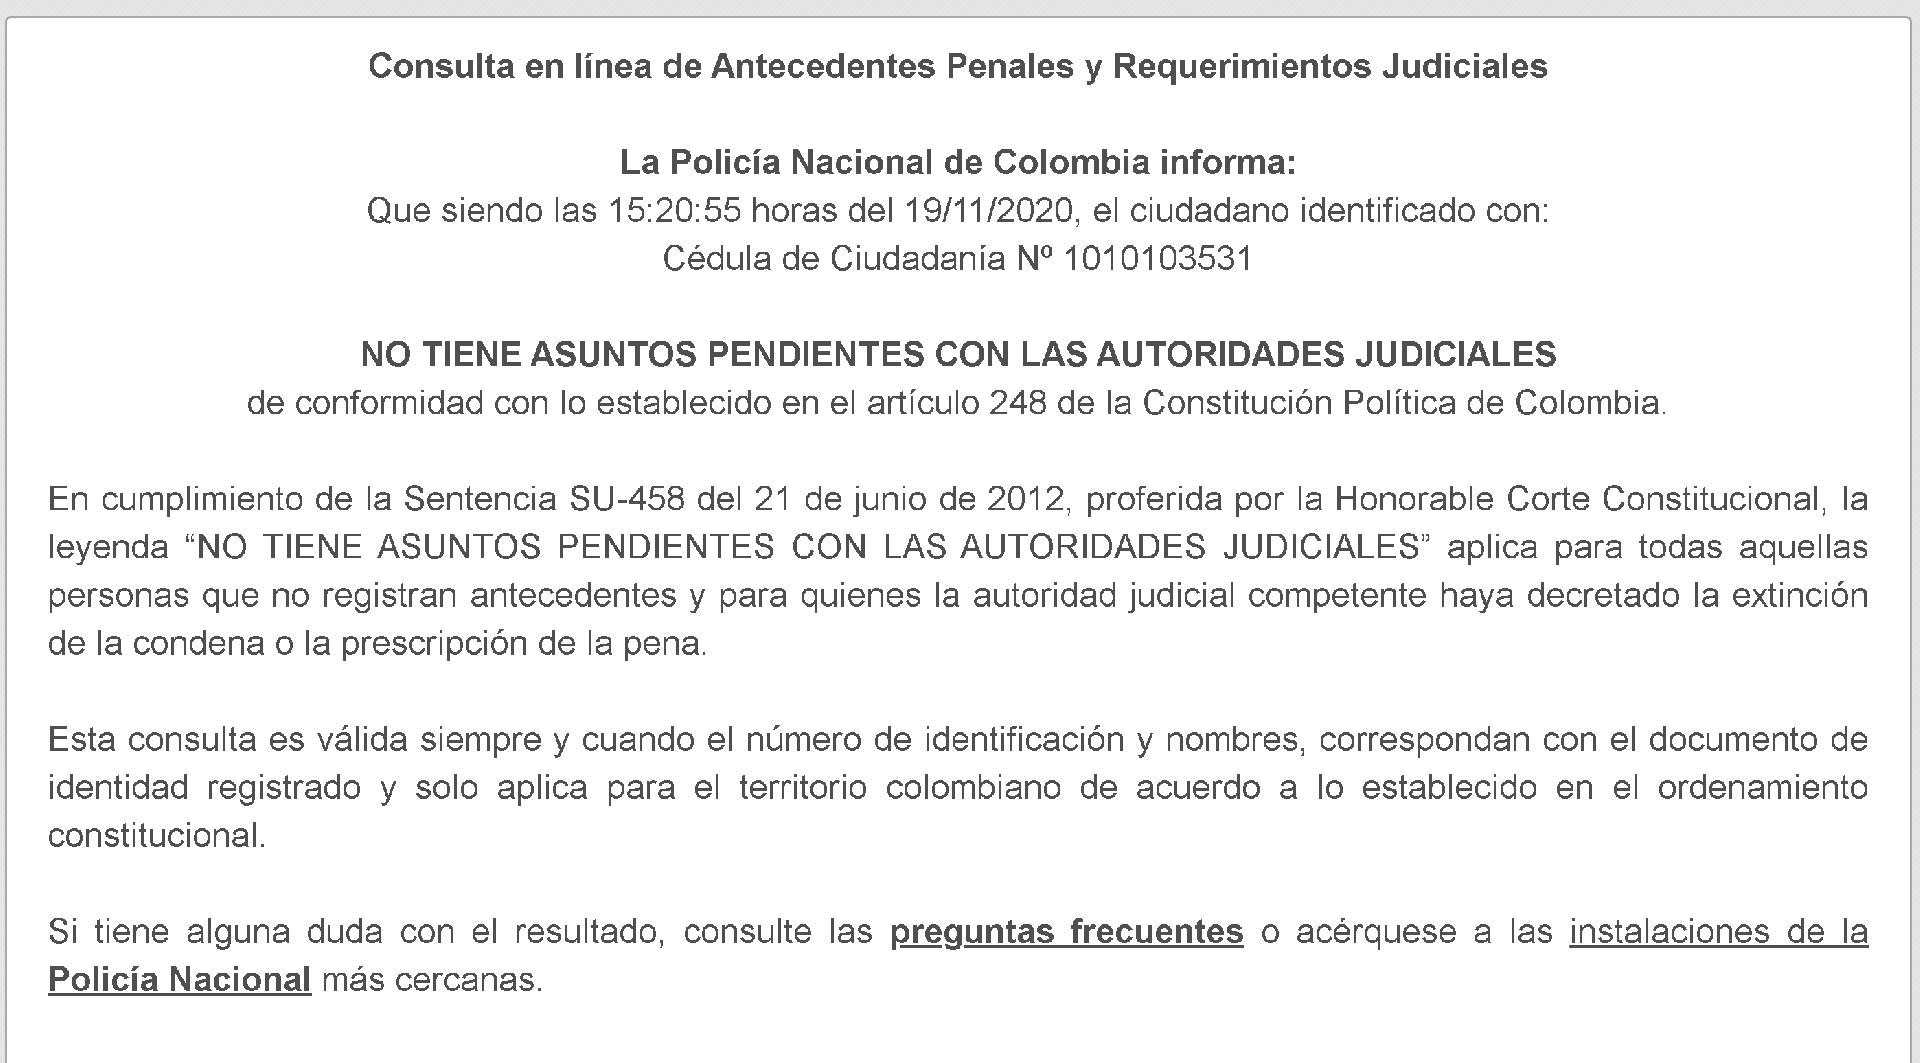 Consulta en línea de Antecedentes Penales y Requerimientos Judiciales
La Policía Nacional de Colombia informa:
Que siendo las 15:20:55 horas del 19/11/2020, el ciudadano identificado con:
Cédula de Ciudadanía Nº 1010103531
NO TIENE ASUNTOS PENDIENTES CON LAS AUTORIDADES JUDICIALES
de conformidad con lo establecido en el artículo 248 de la Constitución Política de Colombia.
En cumplimiento de la Sentencia SU-458 del 21 de junio de 2012, proferida por la Honorable Corte Constitucional, la
leyenda “NO TIENE ASUNTOS PENDIENTES CON LAS AUTORIDADES JUDICIALES” aplica para todas aquellas
personas que no registran antecedentes y para quienes la autoridad judicial competente haya decretado la extinción
de la condena o la prescripción de la pena.
Esta consulta es válida siempre y cuando el número de identificación y nombres, correspondan con el documento de
identidad registrado y solo aplica para el territorio colombiano de acuerdo a lo establecido en el ordenamiento
constitucional.
Si tiene alguna duda con el resultado, consulte las preguntas frecuentes o acérquese a las instalaciones de la
Policía Nacional más cercanas.